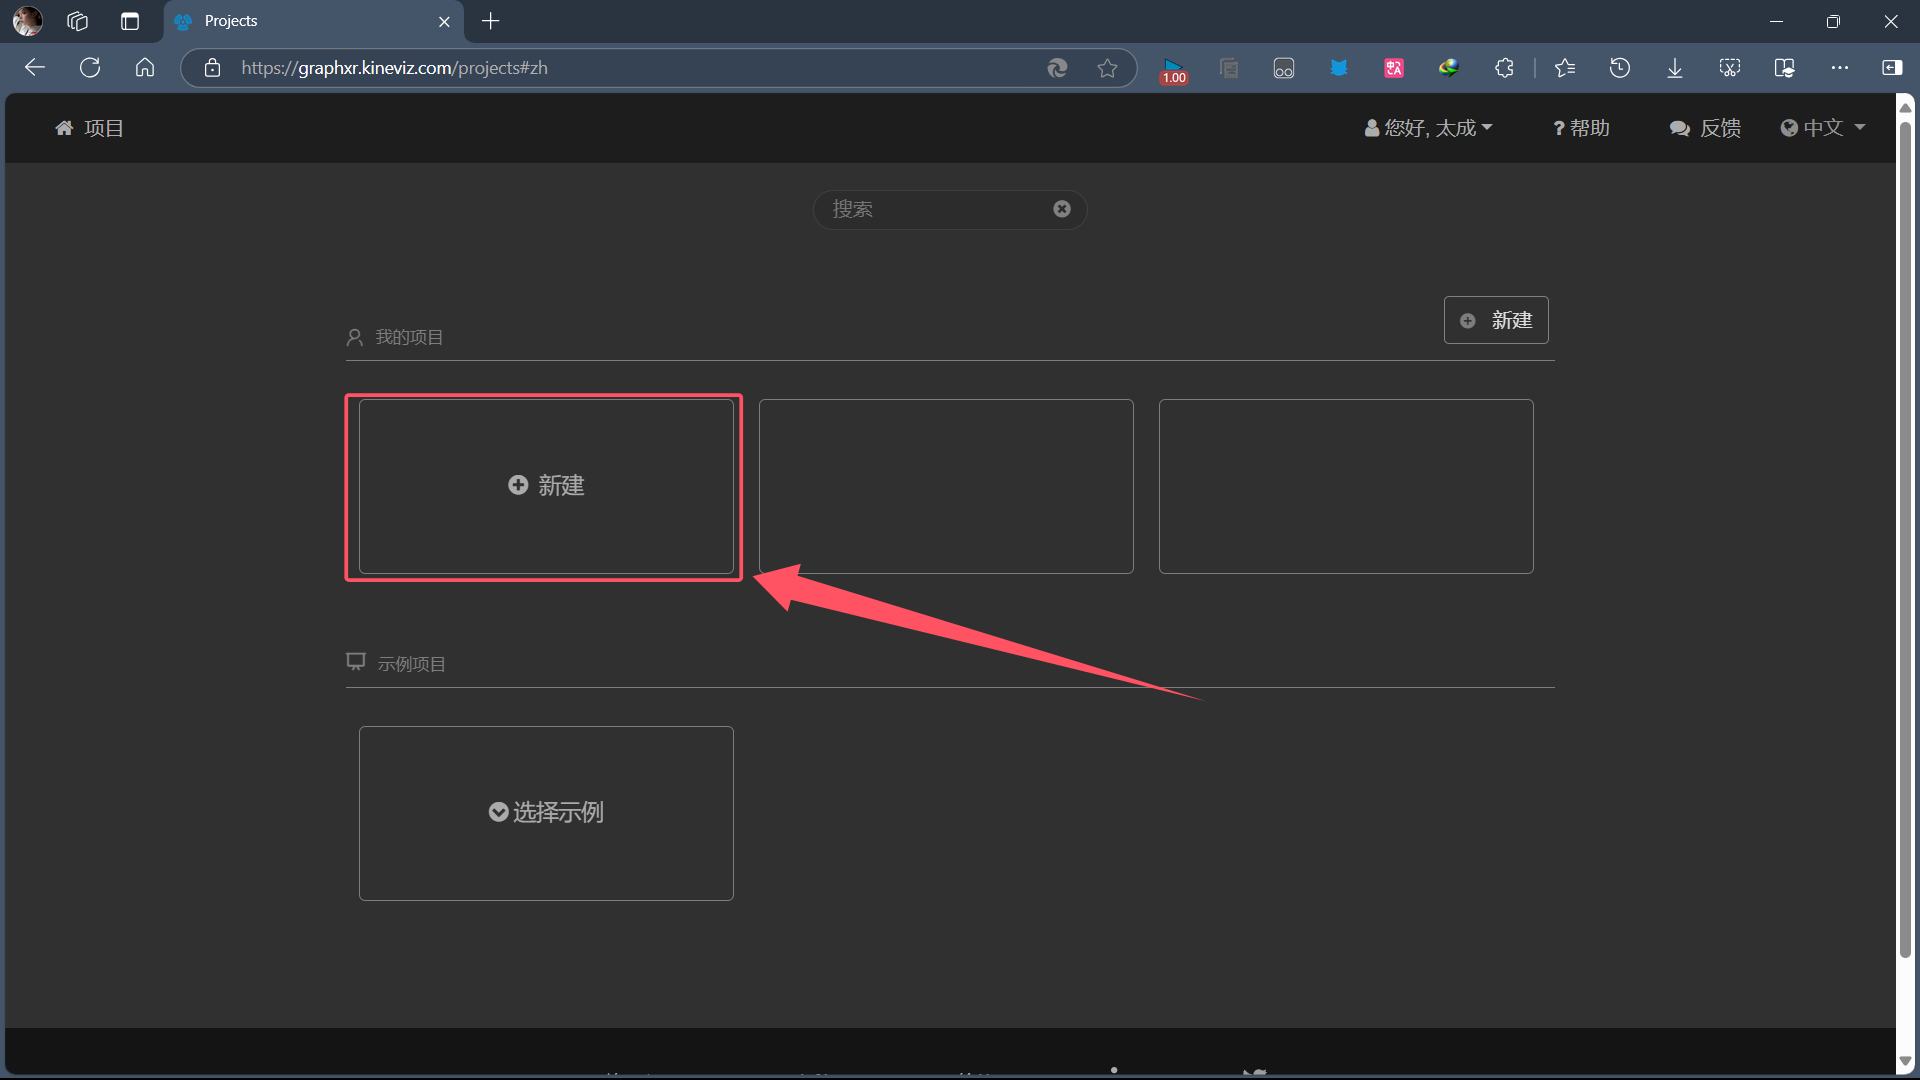 Projects
https://graphxr.kineviz.com/projects#zh
1.00
项目
您好, 太成
? 帮助
反馈
中文
搜索
我的项目
新建
新建
示例项目
选择示例